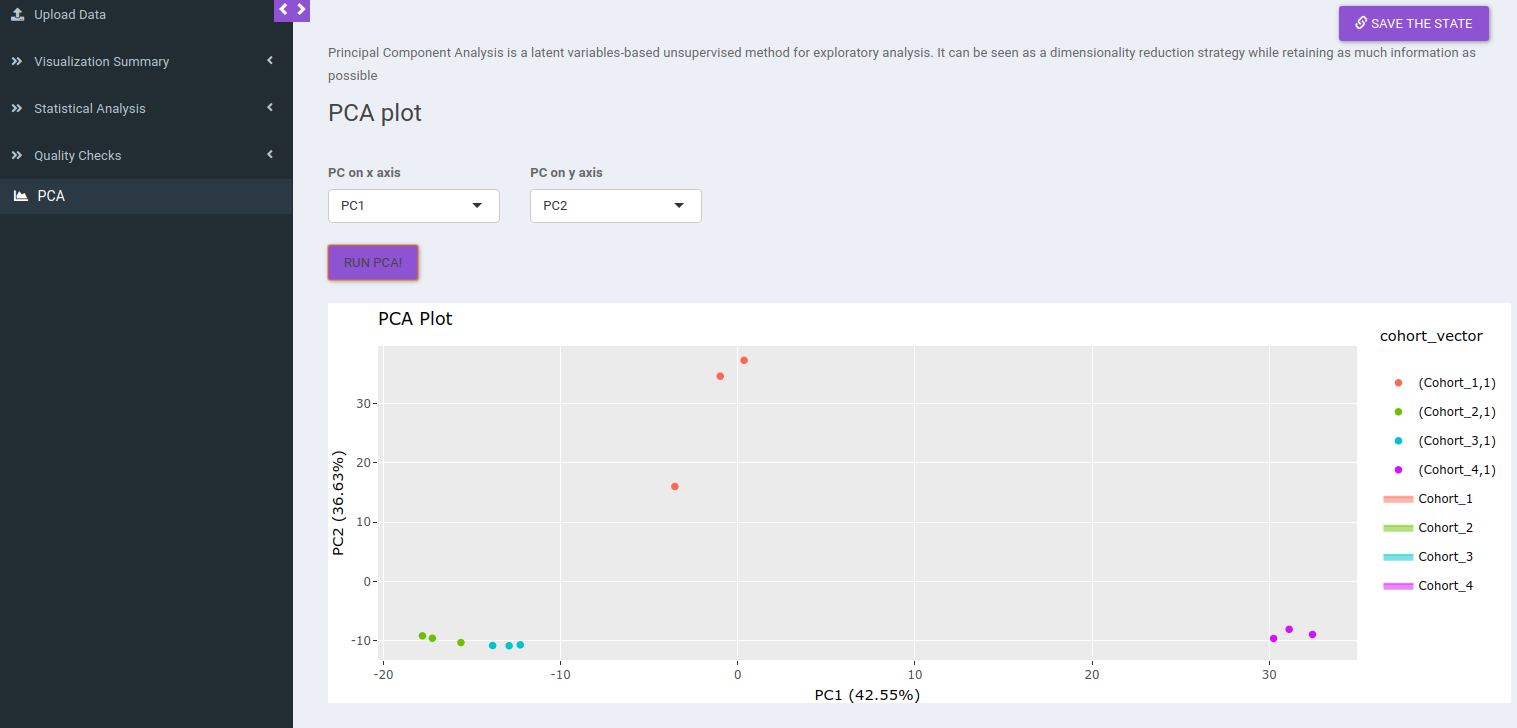 Upload Data
Visualization Summary
Statistical Analysis
Quality Checks
PCA
SAVE THE STATE
Principal Component Analysis is a latent variables-based unsupervised method for exploratory analysis. It can be seen as a dimensionality reduction strategy while retaining as much information as
possible
PCA plot
PC on x axis
PC on y axis
PC1
PC2
RUN PCA!
PCA Plot
cohort_vector
(Cohort_1,1)
(Cohort_2,1)
(Cohort_3,1)
(Cohort_4,1)
Cohort_1
Cohort_2
Cohort_3
Cohort_4
PC2 (36.63%)
30
20
10
0
-10
-20
-10
0
10
20
30
PC1 (42.55%)